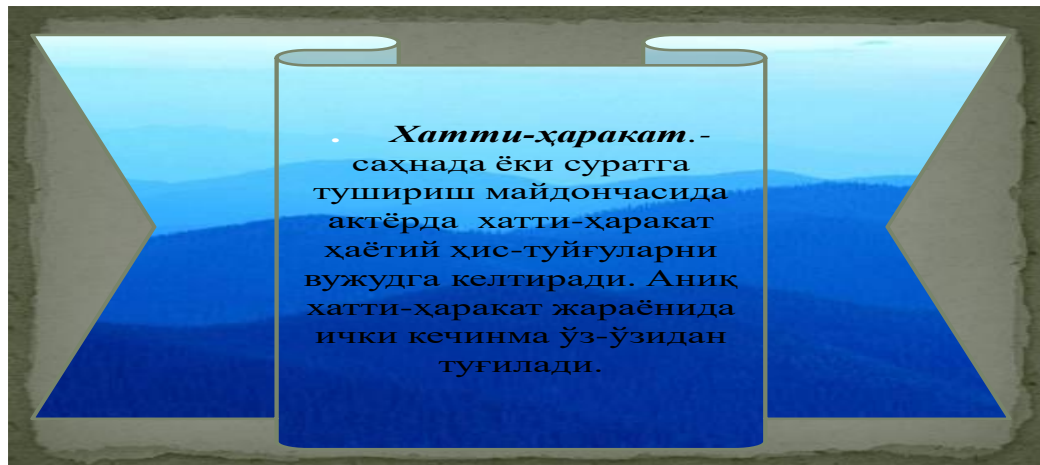 Хатти-ҳаракат.-
саҳнада ёки суратга
тушириш майдончасида
актёрда хатти-ҳаракат
ҳаётий ҳис-туйғуларни
вужудга келтиради. Аниқ
хатти-ҳаракат жараёнида
ички кечинма ўз-ўзидан
туғилади.